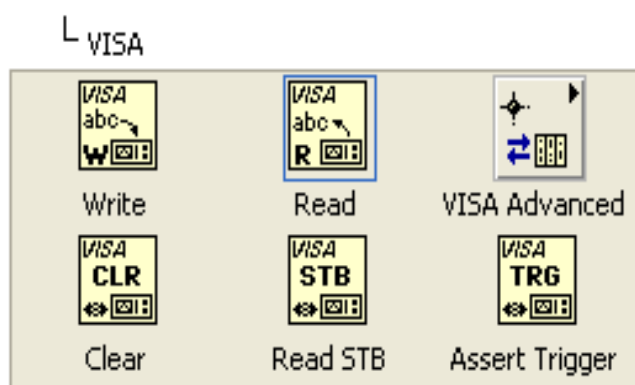 VISA
VISA
abc
W
Write
VISA
abc
R
Read
VISA Advanced
VISA
CLR
Clear
VISA
STB
Read STB
VISA
TRG
Assert Trigger